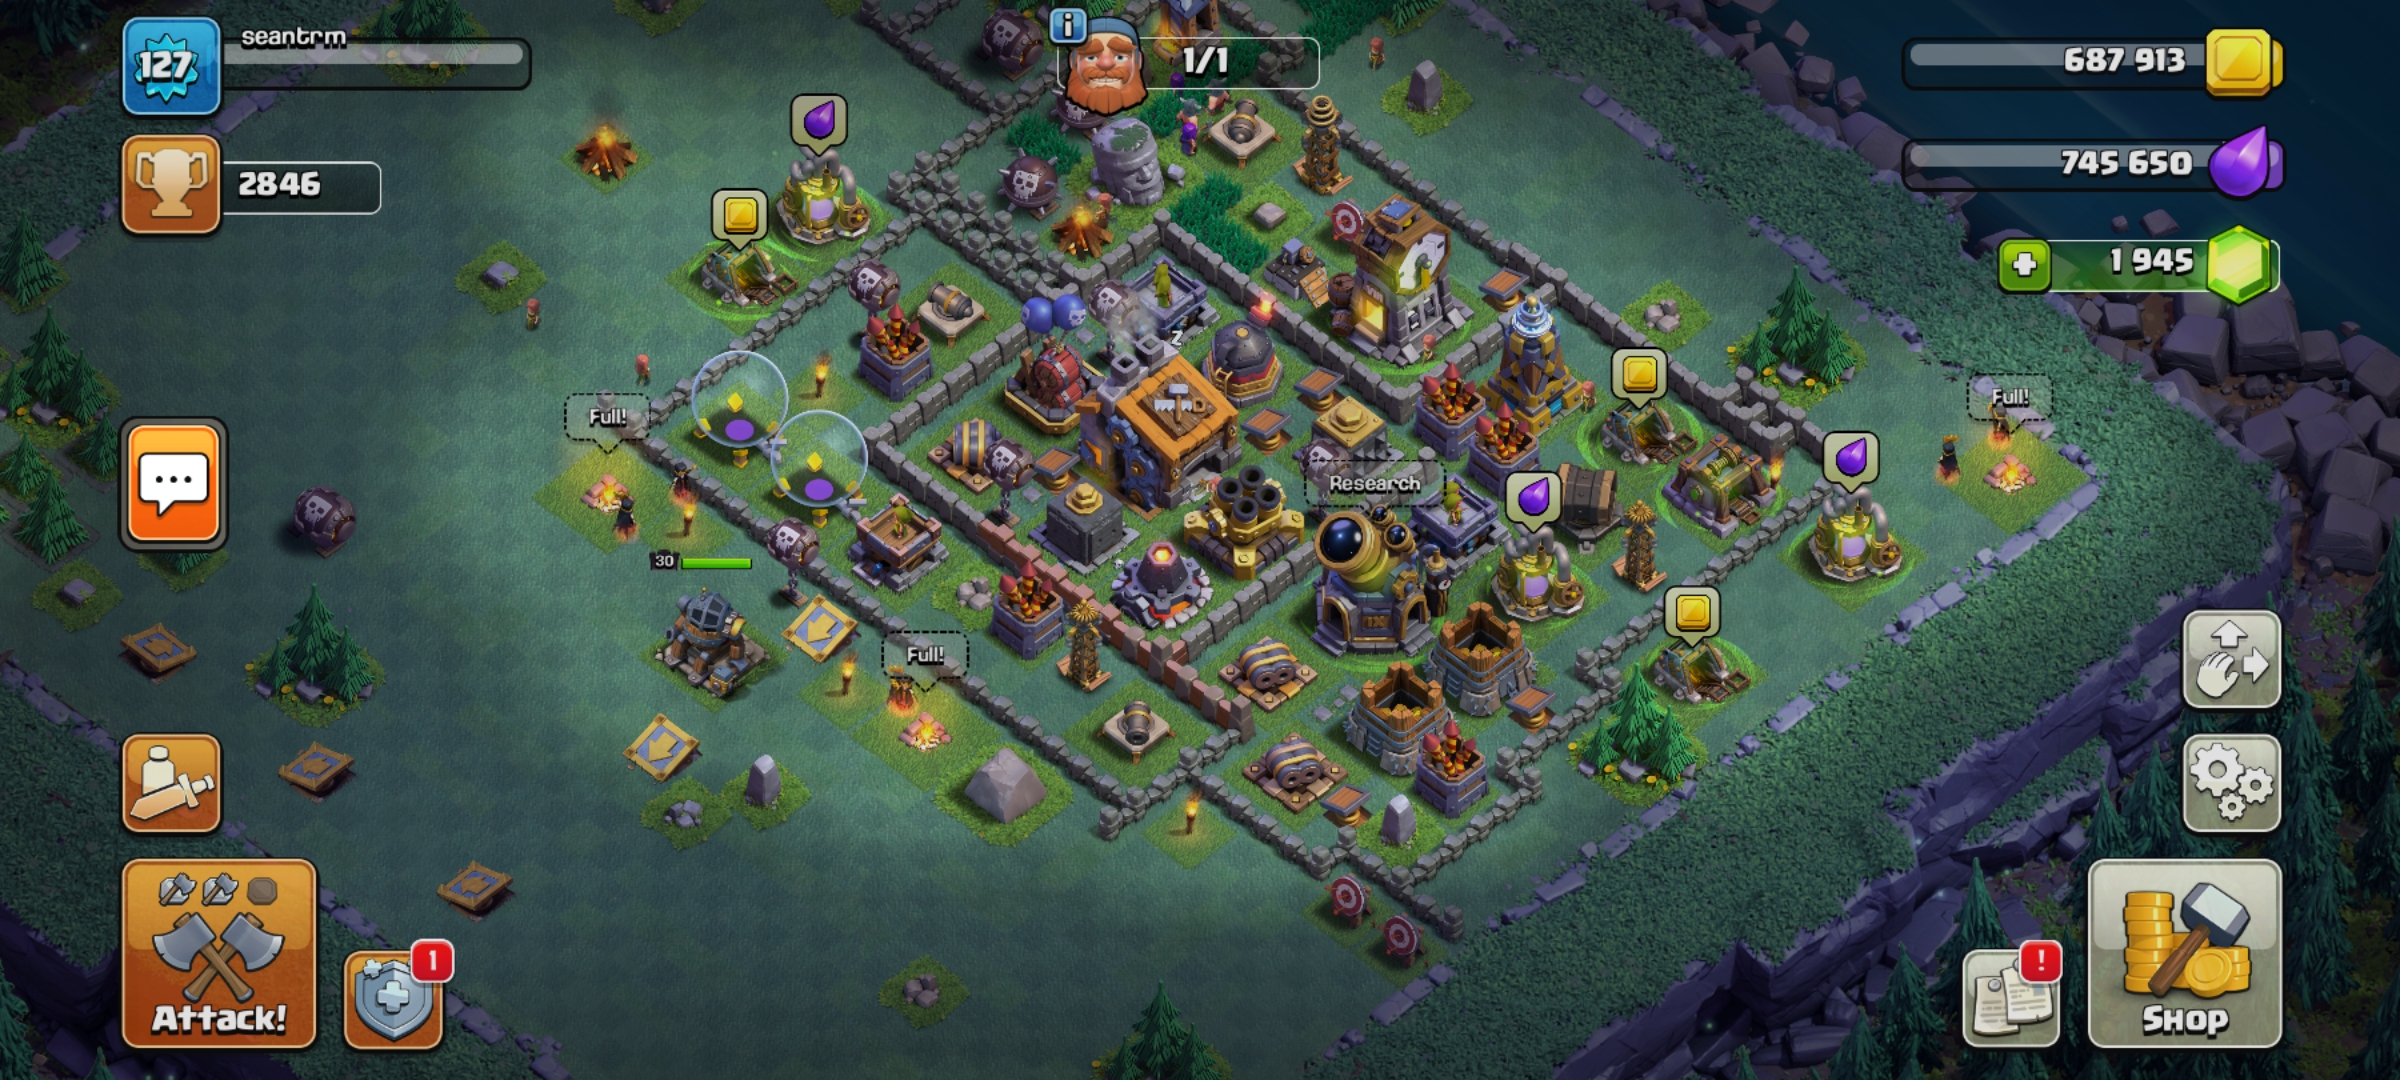 seantrm
127
i
1/1
687 913
2846
745 650
1 945
z
Full!
Full!
Research
30
Full!
1
!
Attack!
Shop